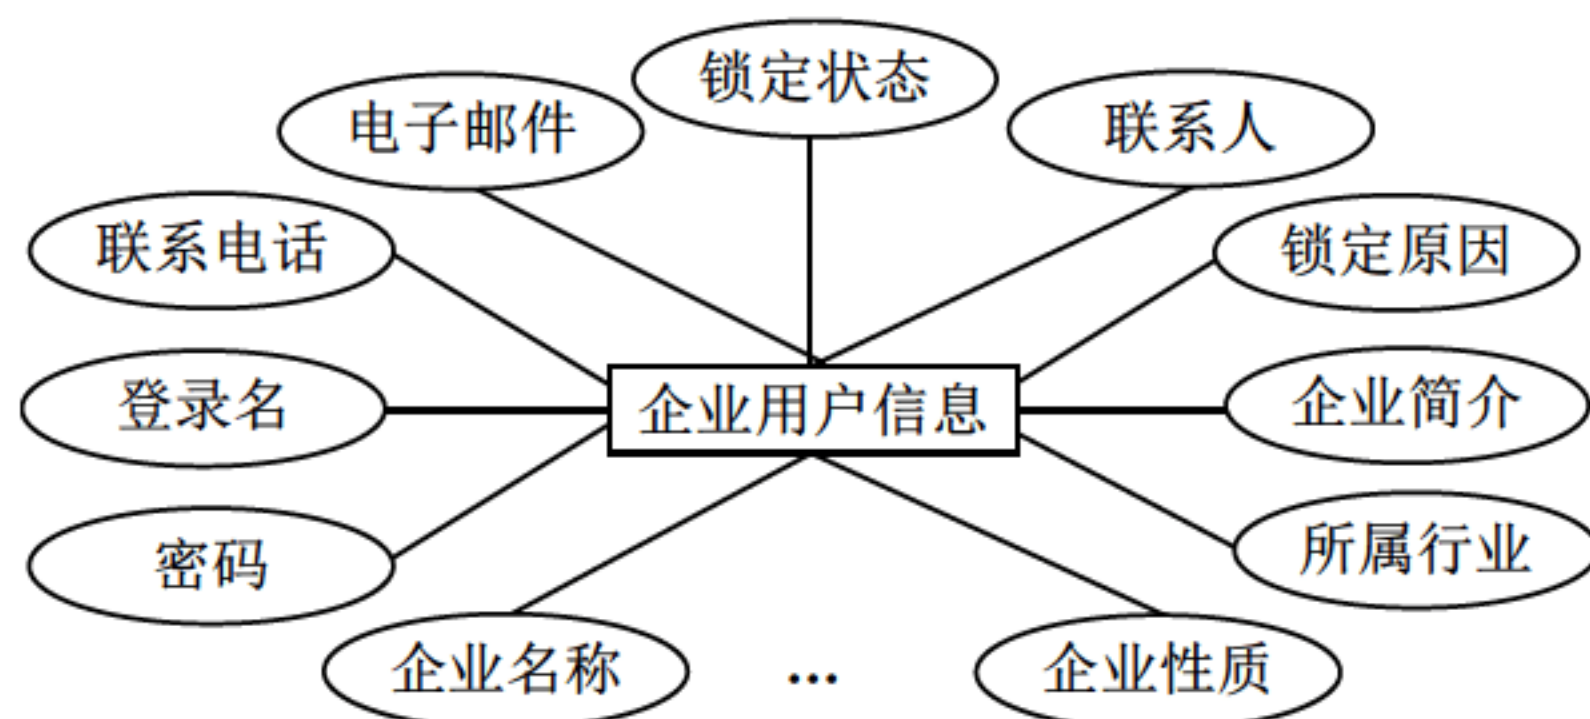 锁定状态
电子邮件
联系人
联系电话
锁定原因
登录名
企业用户信息
企业简介
密码
所属行业
企业名称
...
企业性质